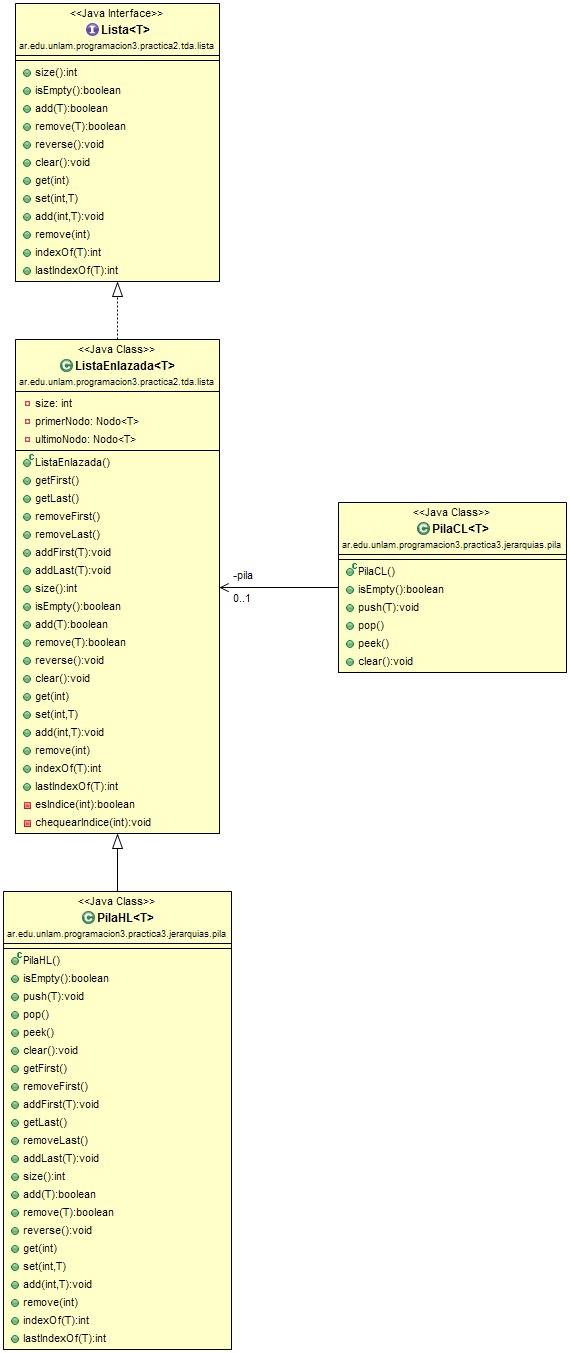 <<Java Interface>>
Lista<T>
ar.edu.unlam.programacion3.practica2.tda.lista
size():int
isEmpty():boolean
add(T):boolean
remove(T):boolean
reverse():void
clear():void
get(int)
set(int,T)
add(int,T):void
remove(int)
indexOf(T):int
lastIndexOf(T):int
<<Java Class>>
ListaEnlazada<T>
ar.edu.unlam.programacion3.practica2.tda.lista
size: int
primerNodo: Nodo<T>
ultimoNodo: Nodo<T>
ListaEnlazada()
getFirst()
getLast()
removeFirst()
removeLast()
addFirst(T):void
addLast(T):void
size():int
isEmpty():boolean
add(T):boolean
remove(T):boolean
reverse():void
clear():void
get(int)
set(int,T)
add(int,T):void
remove(int)
indexOf(T):int
lastIndexOf(T):int
esIndice(int):boolean
chequearIndice(int):void
-pila
0..1
<<Java Class>>
PilaCL<T>
ar.edu.unlam.programacion3.practica3.jerarquias.pila
PilaCL()
isEmpty():boolean
push(T):void
pop()
peek()
clear():void
<<Java Class>>
PilaHL<T>
ar.edu.unlam.programacion3.practica3.jerarquias.pila
PilaHL()
isEmpty():boolean
push(T):void
pop()
peek()
clear():void
getFirst()
removeFirst()
addFirst(T):void
getLast()
removeLast()
addLast(T):void
size():int
add(T):boolean
remove(T):boolean
reverse():void
get(int)
set(int,T)
add(int,T):void
remove(int)
indexOf(T):int
lastIndexOf(T):int